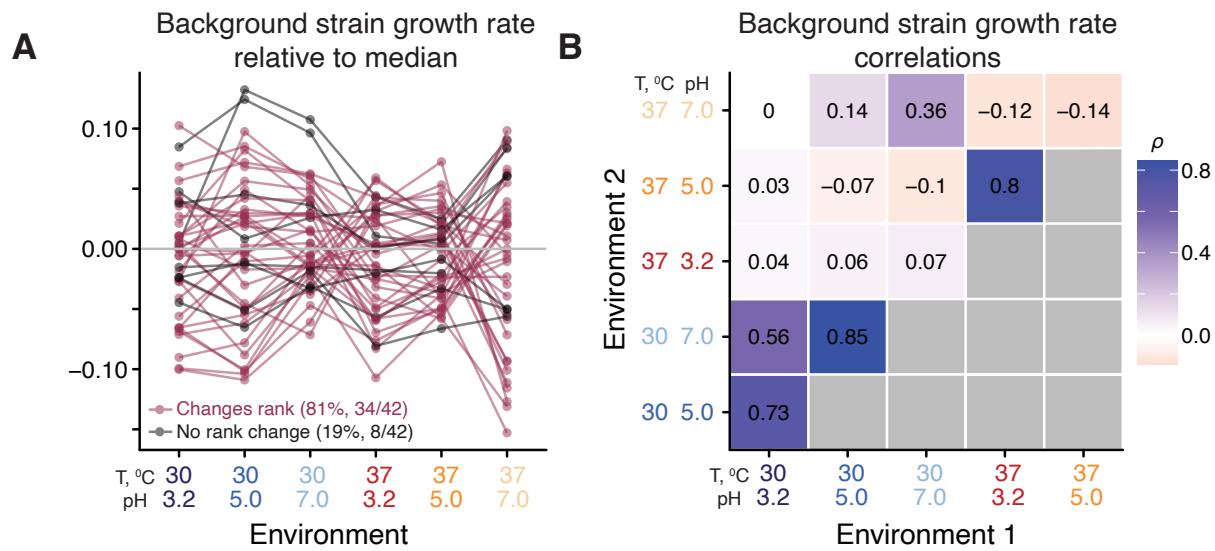 A
Background strain growth rate
relative to median
0.10
0.00
−0.10
Changes rank (81%, 34/42)
No rank change (19%, 8/42)
T, ⁰C 30 30 30 37 37 37
pH 3.2 5.0 7.0 3.2 5.0 7.0
Environment
B
Background strain growth rate
correlations
T, ⁰C pH
Environment 2
37 7.0 0 0.14 0.36 −0.12 −0.14
37 5.0 0.03 −0.07 −0.1 0.8
37 3.2 0.04 0.06 0.07
30 7.0 0.56 0.85
30 5.0 0.73
T, ⁰C 30 30 30 37 37
pH 3.2 5.0 7.0 3.2 5.0
Environment 1
ρ
0.8
0.4
0.0